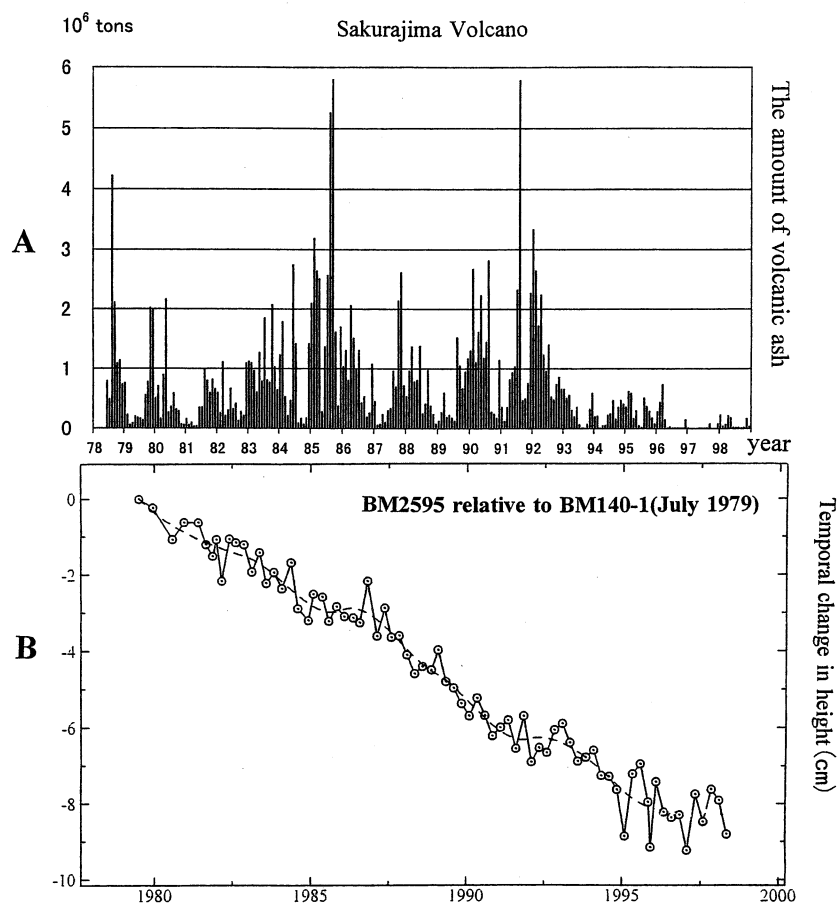 10⁶ tons
Sakurajima Volcano
6
5
4
3
2
1
0
78 79 80 81 82 83 84 85 86 87 88 89 90 91 92 93 94 95 96 97 98 year
The amount of volcanic ash
A
BM2595 relative to BM140-1(July 1979)
0
-2
-4
-6
-8
-10
1980 1985 1990 1995 2000
Temporal change in height (cm)
B